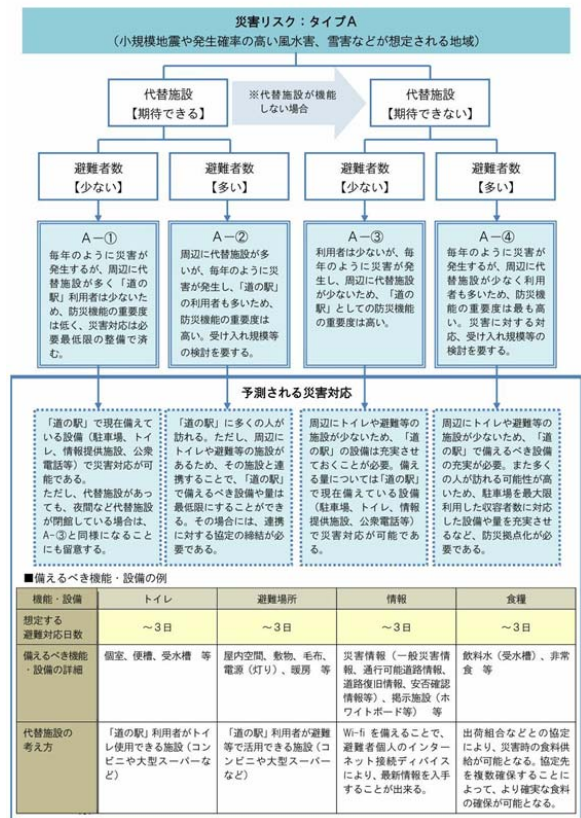 災害リスク：タイプA
（小規模地震や発生確率の高い風水害、雪害などが想定される地域）
代替施設
【期待できる】
※代替施設が機能
しない場合
代替施設
【期待できない】
避難者数
【少ない】
避難者数
【多い】
避難者数
【少ない】
避難者数
【多い】
A－①
毎年のように災害が
発生するが、周辺に代
替施設が多く「道の
駅」利用者は少ないた
め、防災機能の重要度
は低く、災害対応は必
要最低限の整備で済
む。
A－②
周辺に代替施設が多
いが、毎年のように災
害が発生し、「道の駅」
の利用者も多いため、
防災機能の重要度は
高い。受け入れ規模等
の検討を要する。
A－③
利用者は少ないが、毎
年のように災害が発
生し、周辺に代替施設
が少ないため、「道の
駅」としての防災機能
の重要度は高い。
A－④
毎年のように災害が
発生するが、周辺に代
替施設が少なく利用
者も多いため、防災機
能の重要度は最も高
い。災害に対する対
応、受け入れ規模等の
検討を要する。
予測される災害対応
「道の駅」で現在備えて
いる設備（駐車場、トイ
レ、情報提供施設、公衆
電話等）で災害対応が可
能である。
ただし、代替施設があっ
ても、夜間など代替施設
が閉館している場合は、
A-③と同様になること
にも留意する。
「道の駅」に多くの人が
訪れる。ただし、周辺に
トイレや避難等の施設が
あるため、その施設と連
携することで、「道の駅」
で備えるべき設備や量は
最低限にすることができ
る。その場合には、連携
に対する協定の締結が必
要である。
周辺にトイレや避難等の
施設が少ないため、「道
の駅」の設備は充実させ
ておくことが必要。備え
る量については「道の駅」
で現在備えている設備
（駐車場、トイレ、情報
提供施設、公衆電話等）
で災害対応が可能であ
る。
周辺にトイレや避難等の
施設が少ないため、「道
の駅」で備えるべき設備
の充実が必要。また多く
の人が訪れる可能性が高
いため、駐車場を最大限
利用した収容者数に対応
した設備や量を充実させ
るなど、防災拠点化が必
要である。
■備えるべき機能・設備の例
機能・設備 トイレ 避難場所 情報 食糧
想定する
避難対応日数
～3日 ～3日 ～3日 ～3日
備えるべき機能
・設備の詳細
個室、便槽、受水槽 等
屋内空間、敷物、毛布、
電源（灯り）、暖房 等
災害情報（一般災害情
報、通行可能道路情報、
道路復旧情報、安否確認
情報等）、掲示施設（ホ
ワイトボード等） 等
飲料水（受水槽）、非常
食 等
代替施設の
考え方
「道の駅」利用者がトイ
レ使用できる施設（コン
ビニや大型スーパーな
ど）
「道の駅」利用者が避難
等で活用できる施設（コ
ンビニや大型スーパー
など）
Wi-fi を備えることで、
避難者個人のインター
ネット接続ディバイス
により、最新情報を入手
することが出来る。
出荷組合などとの協定
により、災害時の食料供
給が可能となる。協定先
を複数確保することに
よって、より確実な食料
の確保が可能となる。